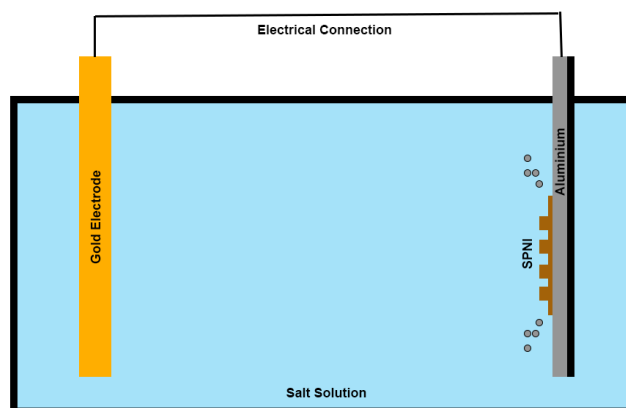 Electrical Connection
Gold Electrode
SPNI
Aluminium
Salt Solution